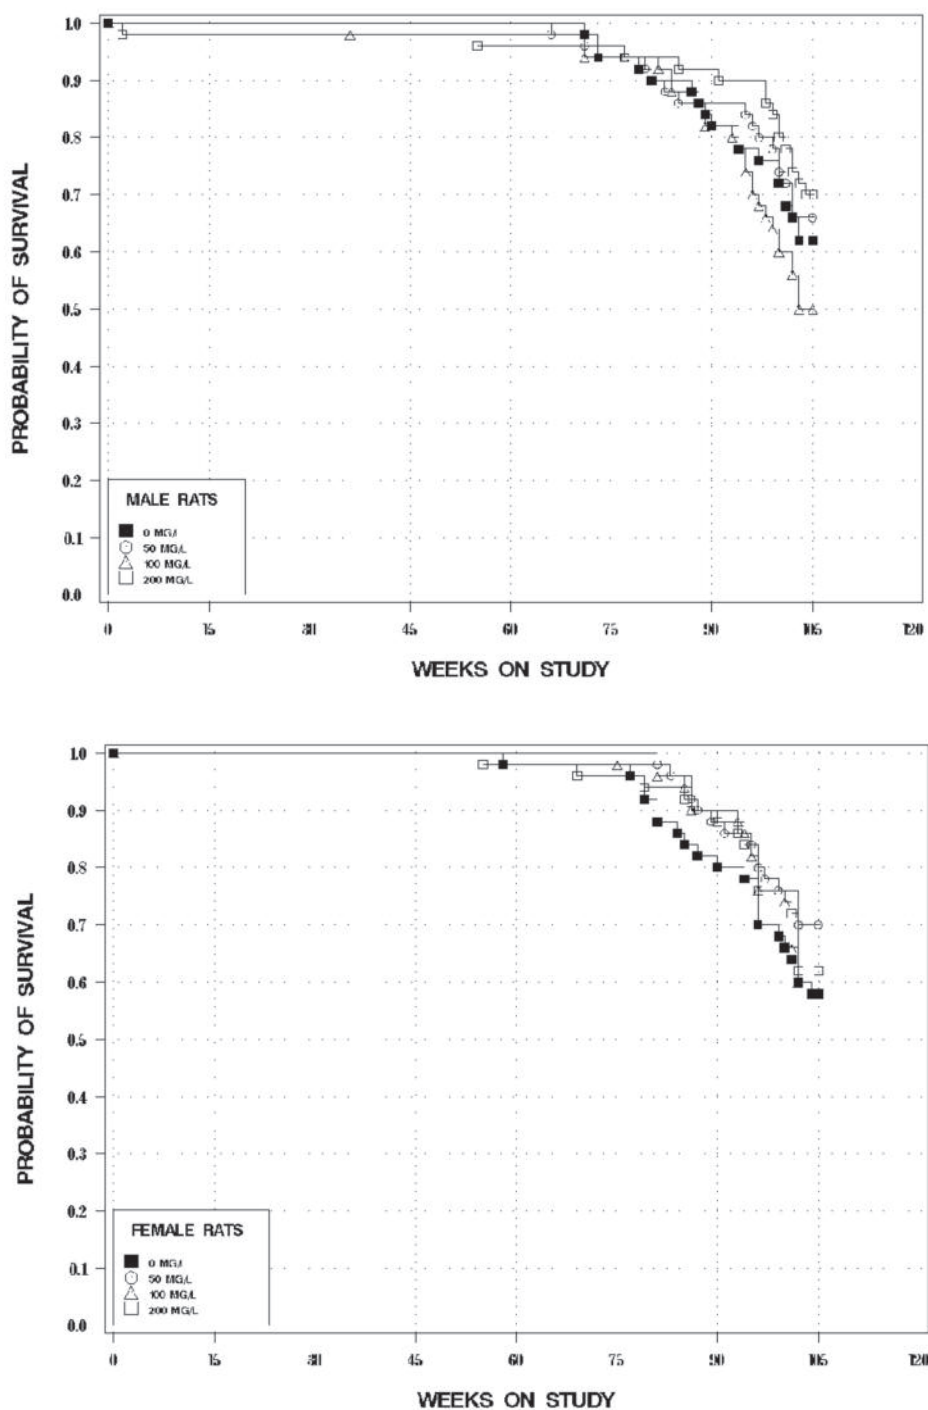 1.0
0.9
0.8
0.7
0.6
0.5
0.4
0.3
0.2
0.1
0.0
PROBABILITY OF SURVIVAL
MALE RATS
0 MG/L
50 MG/L
100 MG/L
200 MG/L
0 15 30 45 60 75 90 105 120
WEEKS ON STUDY
1.0
0.9
0.8
0.7
0.6
0.5
0.4
0.3
0.2
0.1
0.0
PROBABILITY OF SURVIVAL
FEMALE RATS
0 MG/L
50 MG/L
100 MG/L
200 MG/L
0 15 30 45 60 75 90 105 120
WEEKS ON STUDY